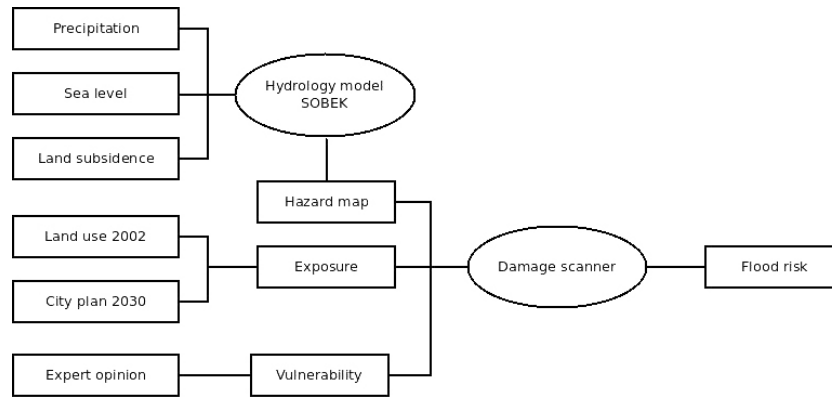 Precipitation
Sea level
Land subsidence
Hydrology model
SOBEK
Hazard map
Land use 2002
City plan 2030
Exposure
Expert opinion
Vulnerability
Damage scanner
Flood risk